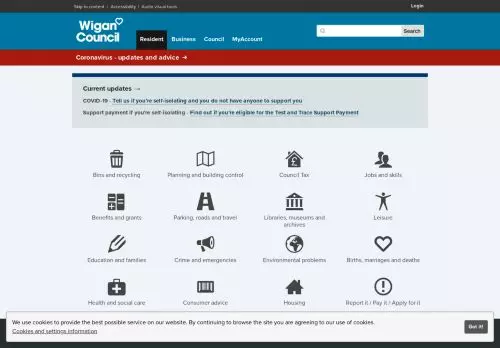 Skip to content | Accessibility | Audio visual tools
Login
Wigan
Council
Resident
Business
Council
MyAccount
Search
Coronavirus - updates and advice →
Current updates →
COVID-19 - Tell us if you're self-isolating and you do not have anyone to support you
Support payment if you're self-isolating - Find out if you're eligible for the Test and Trace Support Payment
Bins and recycling
Planning and building control
Council Tax
Jobs and skills
Benefits and grants
Parking, roads and travel
Libraries, museums and
archives
Leisure
Education and families
Crime and emergencies
Environmental problems
Births, marriages and deaths
Health and social care
Consumer advice
Housing
Report it / Pay it / Apply for it
We use cookies to provide the best possible service on our website. By continuing to browse the site you are agreeing to our use of cookies.
Cookies and settings information
Got it!